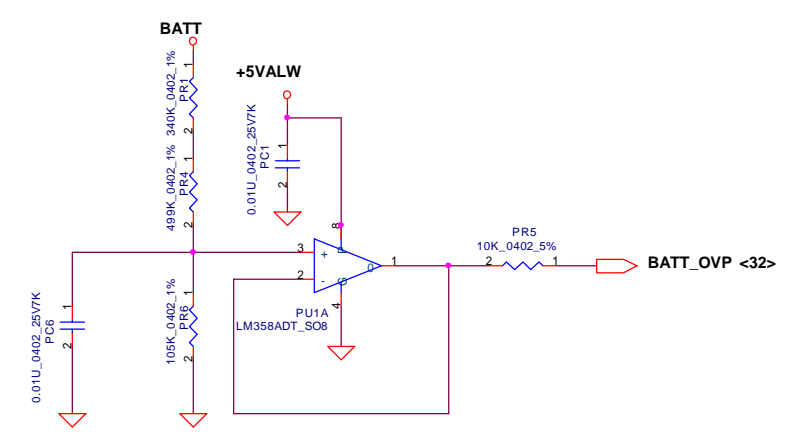 BATT
1
340K_0402_1%
PR1
2
+5VALW
1
0.01U_0402_25V7K
PC1
2
1
499K_0402_1%
PR4
2
8
P
3
+
2
-
0
1
G
4
PU1A
LM358ADT_SO8
PR5
10K_0402_5%
2
1
BATT_OVP <32>
1
0.01U_0402_25V7K
PC6
2
1
105K_0402_1%
PR6
2